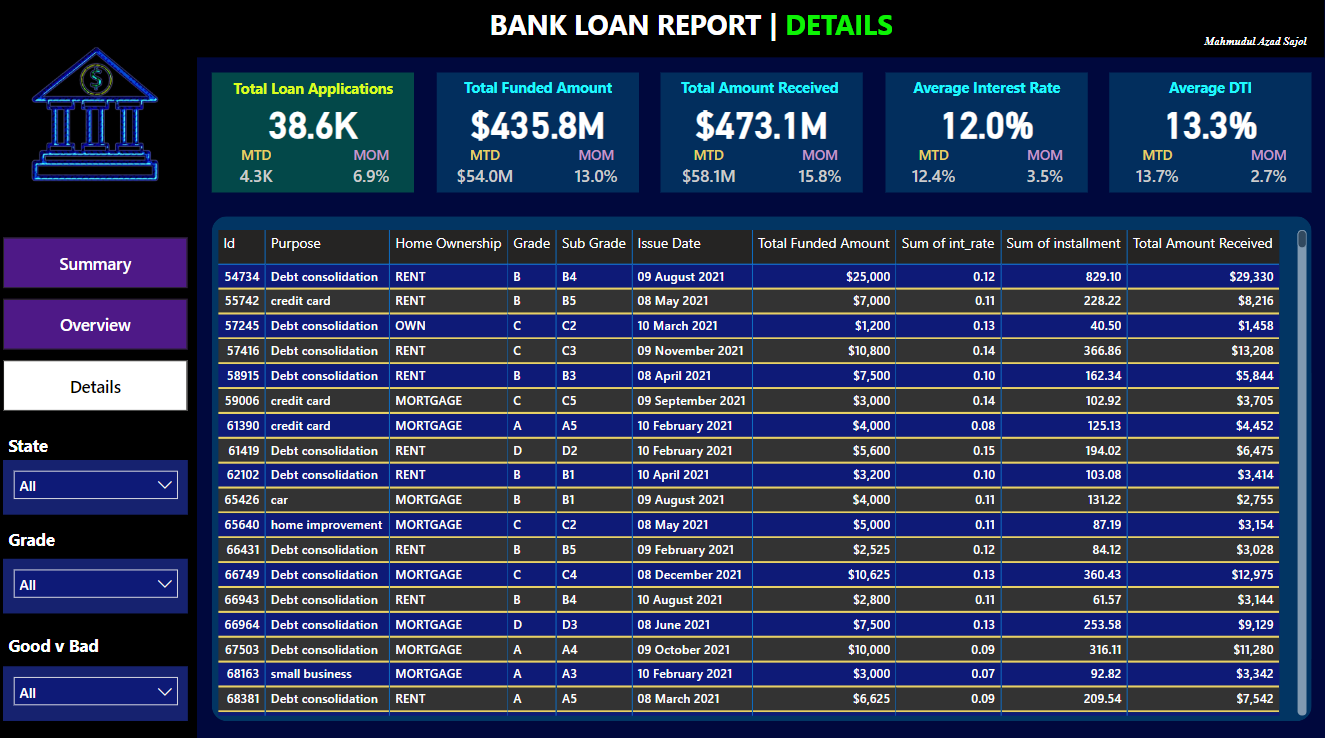 BANK LOAN REPORT | DETAILS
Mahmudul Azad Sajol
Total Loan Applications
38.6K
MTD MOM
4.3K 6.9%
Total Funded Amount
$435.8M
MTD MOM
$54.0M 13.0%
Total Amount Received
$473.1M
MTD MOM
$58.1M 15.8%
Average Interest Rate
12.0%
MTD MOM
12.4% 3.5%
Average DTI
13.3%
MTD MOM
13.7% 2.7%
Summary
Overview
Details
State
All
Grade
All
Good v Bad
All
Id Purpose Home Ownership Grade Sub Grade Issue Date Total Funded Amount Sum of int_rate Sum of installment Total Amount Received
54734 Debt consolidation RENT B B4 09 August 2021 $25,000 0.12 829.10 $29,330
55742 credit card RENT B B5 08 May 2021 $7,000 0.11 228.22 $8,216
57245 Debt consolidation OWN C C2 10 March 2021 $1,200 0.13 40.50 $1,458
57416 Debt consolidation RENT C C3 09 November 2021 $10,800 0.14 366.86 $13,208
58915 Debt consolidation RENT B B3 08 April 2021 $7,500 0.10 162.34 $5,844
59006 credit card MORTGAGE C C5 09 September 2021 $3,000 0.14 102.92 $3,705
61390 credit card MORTGAGE A A5 10 February 2021 $4,000 0.08 125.13 $4,452
61419 Debt consolidation RENT D D2 10 February 2021 $5,600 0.15 194.02 $6,475
62102 Debt consolidation RENT B B1 10 April 2021 $3,200 0.10 103.08 $3,414
65426 car MORTGAGE B B1 09 August 2021 $4,000 0.11 131.22 $2,755
65640 home improvement MORTGAGE C C2 08 May 2021 $5,000 0.11 87.19 $3,154
66431 Debt consolidation RENT B B5 09 February 2021 $2,525 0.12 84.12 $3,028
66749 Debt consolidation MORTGAGE C C4 08 December 2021 $10,625 0.13 360.43 $12,975
66943 Debt consolidation RENT B B4 10 August 2021 $2,800 0.11 61.57 $3,144
66964 Debt consolidation MORTGAGE D D3 08 June 2021 $7,500 0.13 253.58 $9,129
67503 Debt consolidation MORTGAGE A A4 09 October 2021 $10,000 0.09 316.11 $11,280
68163 small business MORTGAGE A A3 10 February 2021 $3,000 0.07 92.82 $3,342
68381 Debt consolidation RENT A A5 08 March 2021 $6,625 0.09 209.54 $7,542